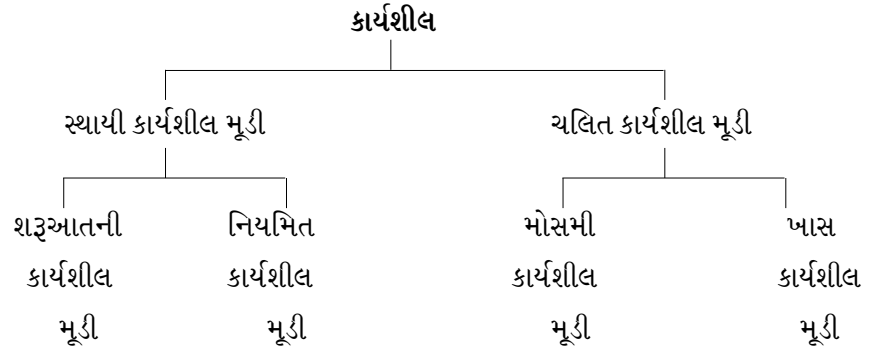 કાર્યશીલ
સ્થાયી કાર્યશીલ મૂડી ચલિત કાર્યશીલ મૂડી
શરૂઆતની નિયમિત મોસમી ખાસ
કાર્યશીલ કાર્યશીલ કાર્યશીલ કાર્યશીલ
મૂડી મૂડી મૂડી મૂડી